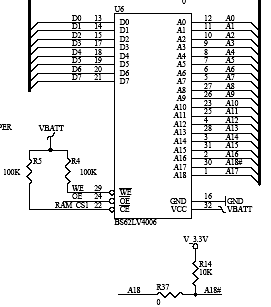 U6
D0 13 D0 A0 12 A0
D1 14 D1 A1 11 A1
D2 15 D2 A2 10 A2
D3 17 D3 A3 9 A3
D4 18 D4 A4 8 A4
D5 19 D5 A5 7 A5
D6 20 D6 A6 6 A6
D7 21 D7 A7 5 A7
A8 27 A8
A9 26 A9
A10 23 A10
A11 25 A11
A12 4 A12
A13 28 A13
A14 3 A14
A15 31 A15
A16 2 A16
A17 30 A18#
A18 1 A17
PER
VBATT
R5 R4
100K 100K
WE 29 WE
OE 24 OE GND 16 GND
RAM_CS1 22 CE VCC 32 VBATT
BS62LV4006
V_3.3V
R14
10K
A18 R37 A18#
0